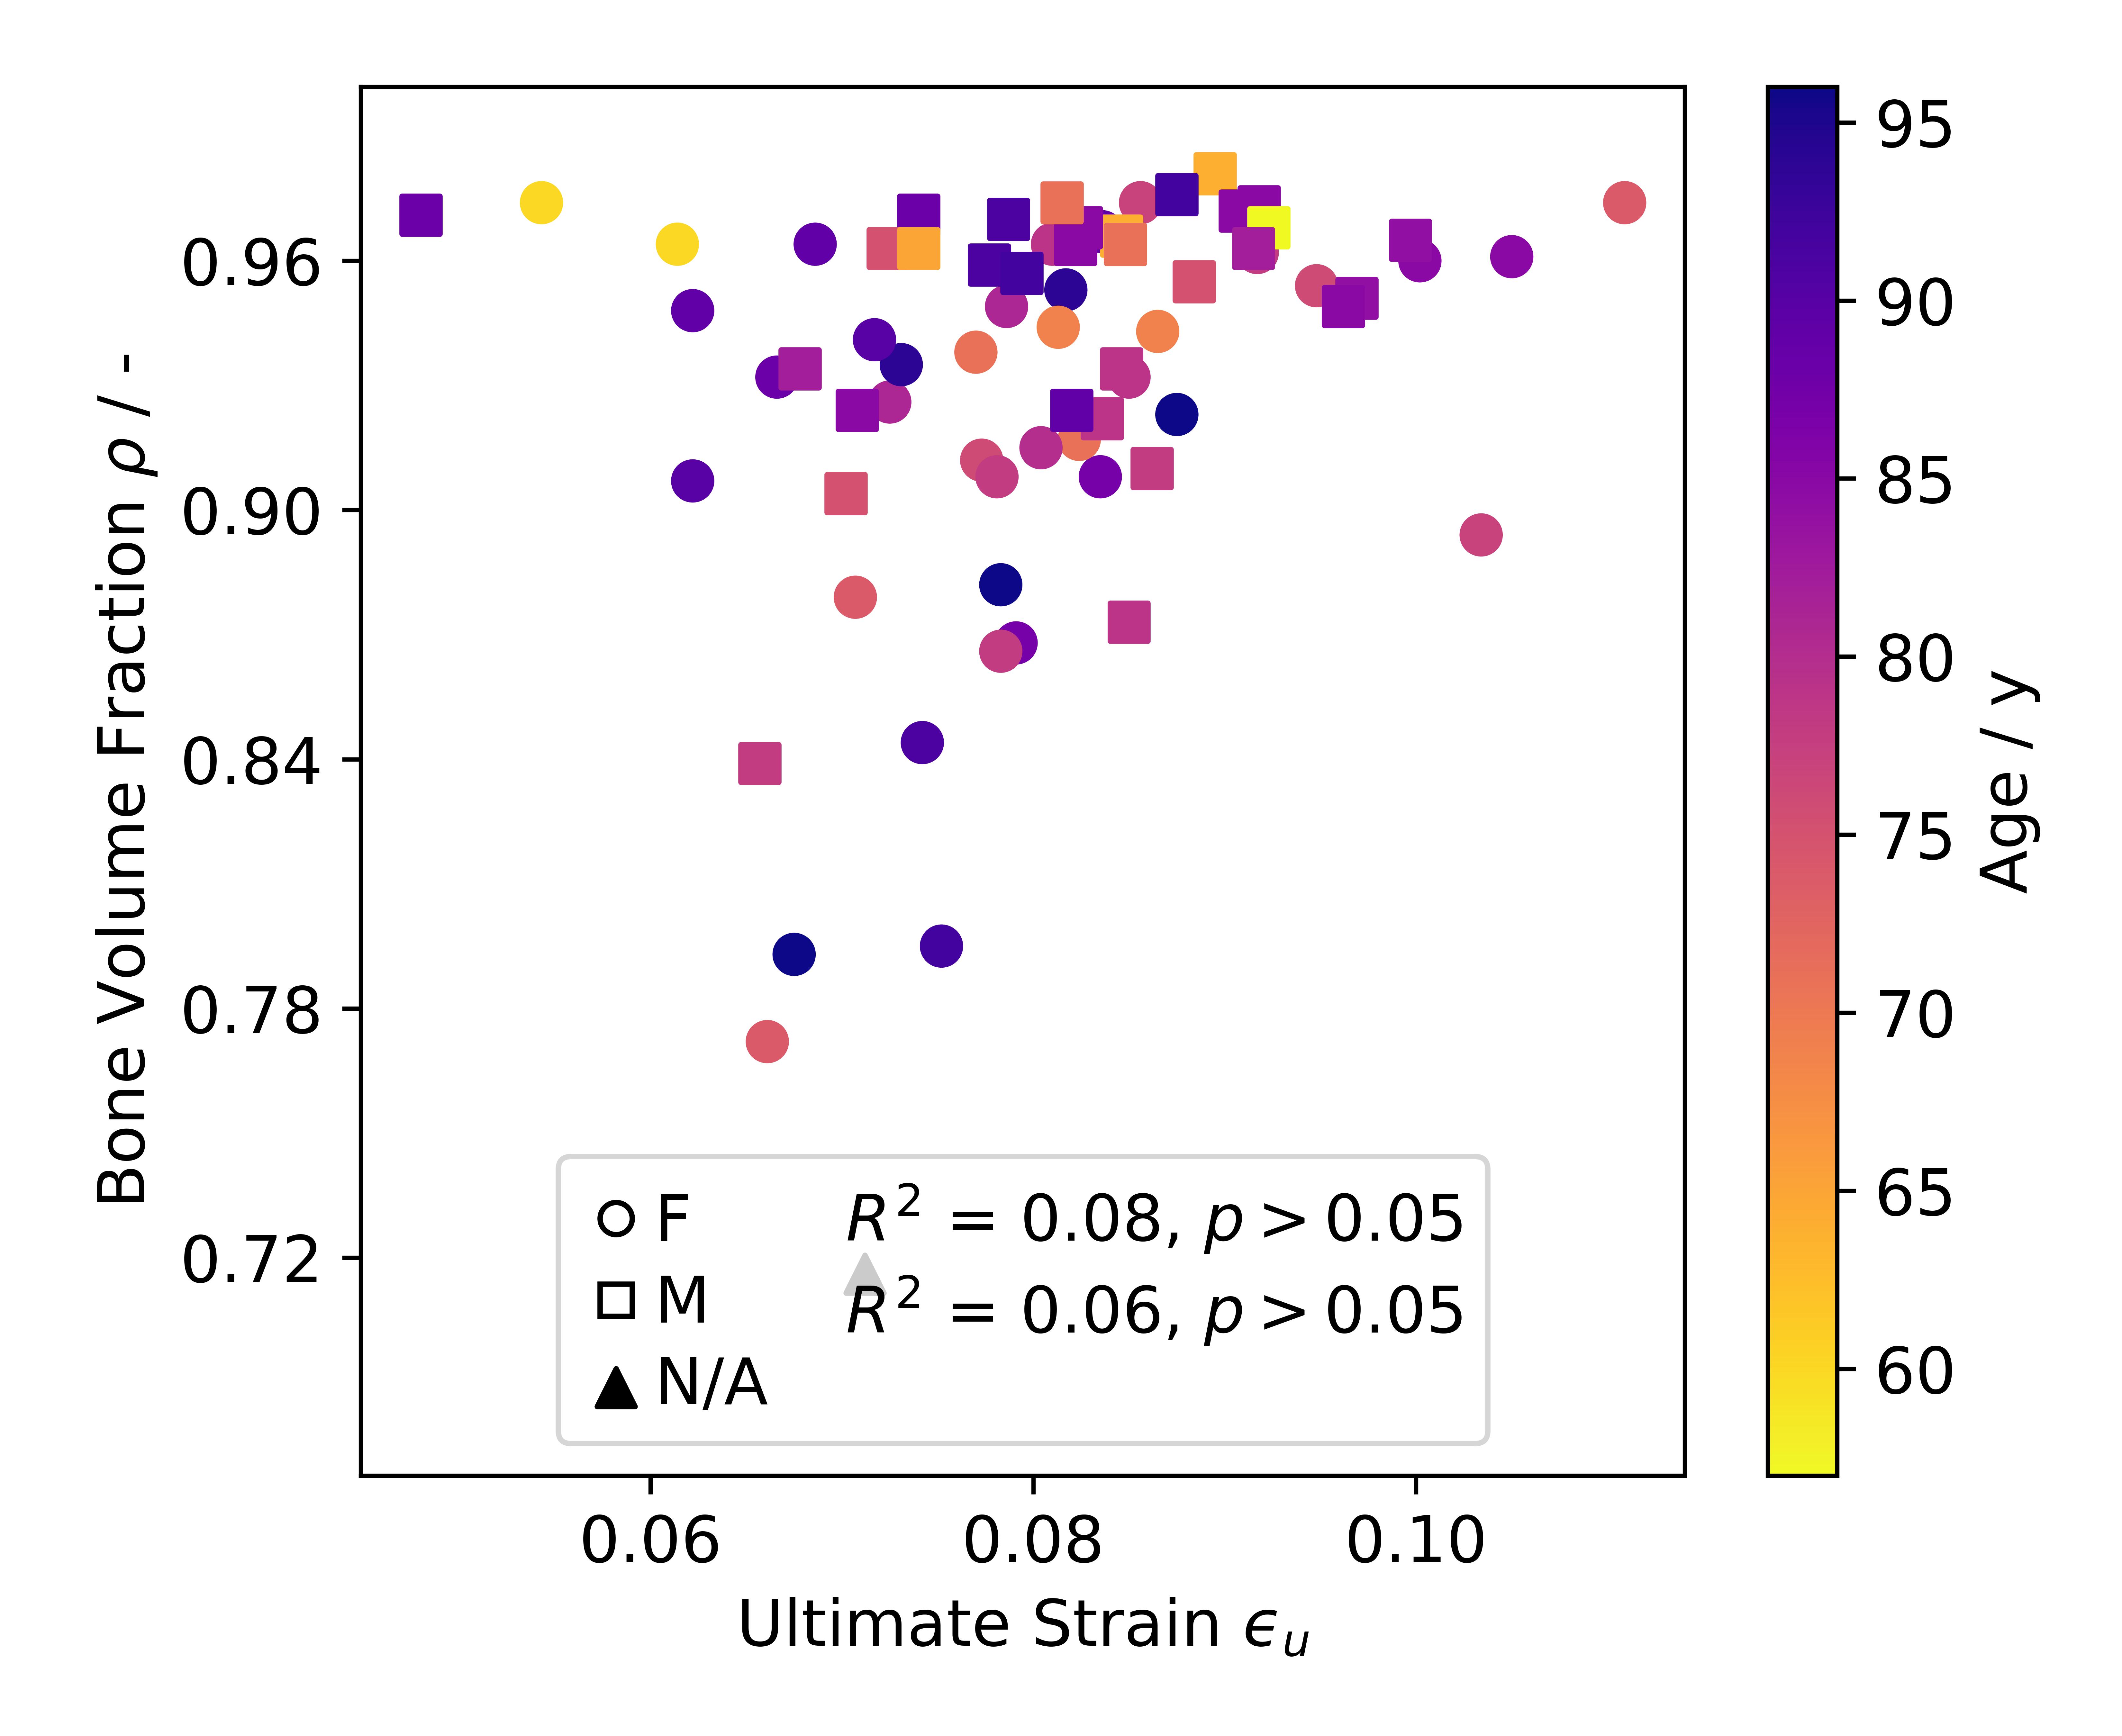 0.96
0.90
0.84
0.78
0.72
Bone Volume Fraction ρ / -
0.06 0.08 0.10
Ultimate Strain ϵᵤ
F R² = 0.08, p > 0.05
M R² = 0.06, p > 0.05
N/A
95
90
85
80
75
70
65
60
Age / y